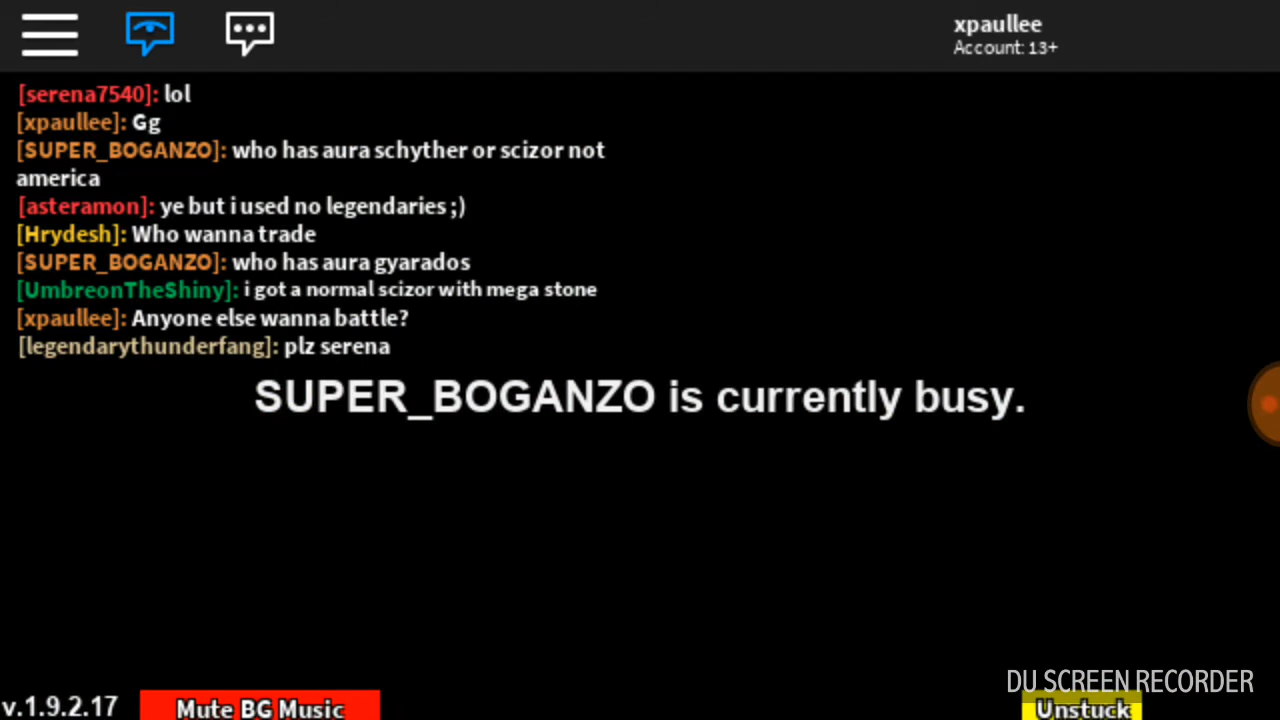 xpaullee
Account: 13+
[serena7540]: lol
[xpaullee]: Gg
[SUPER_BOGANZO]: who has aura schyther or scizor not
america
[asteramon]: ye but i used no legendaries ;)
[Hrydesh]: Who wanna trade
[SUPER_BOGANZO]: who has aura gyarados
[UmbreonTheShiny]: i got a normal scizor with mega stone
[xpaullee]: Anyone else wanna battle?
[legendarythunderfang]: plz serena
SUPER_BOGANZO is currently busy.
DU SCREEN RECORDER
v.1.9.2.17
Mute BG Music
Unstuck